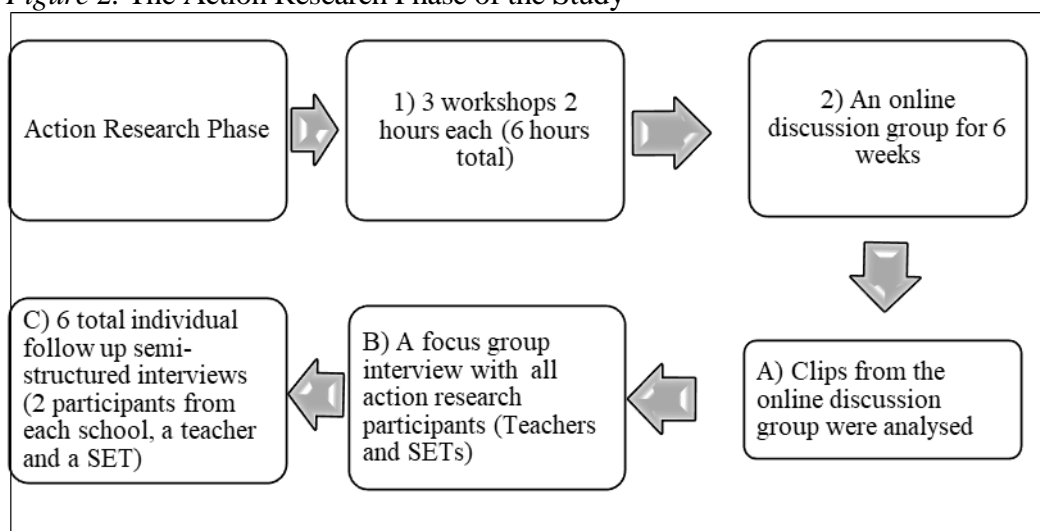 Figure 2. The Action Research Phase of the Study
Action Research Phase
1) 3 workshops 2
hours each (6 hours
total)
2) An online
discussion group for 6
weeks
A) Clips from the
online discussion
group were analysed
B) A focus group
interview with all
action research
participants (Teachers
and SETs)
C) 6 total individual
follow up semi-
structured interviews
(2 participants from
each school, a teacher
and a SET)